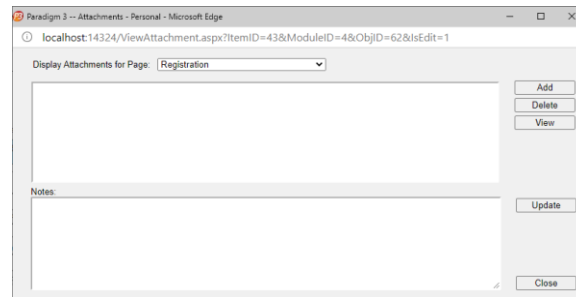 Paradigm 3 -- Attachments - Personal - Microsoft Edge
localhost:14324/ViewAttachment.aspx?ItemID=43&ModuleID=4&ObjID=62&IsEdit=1
Display Attachments for Page: Registration
Add
Delete
View
Notes:
Update
Close